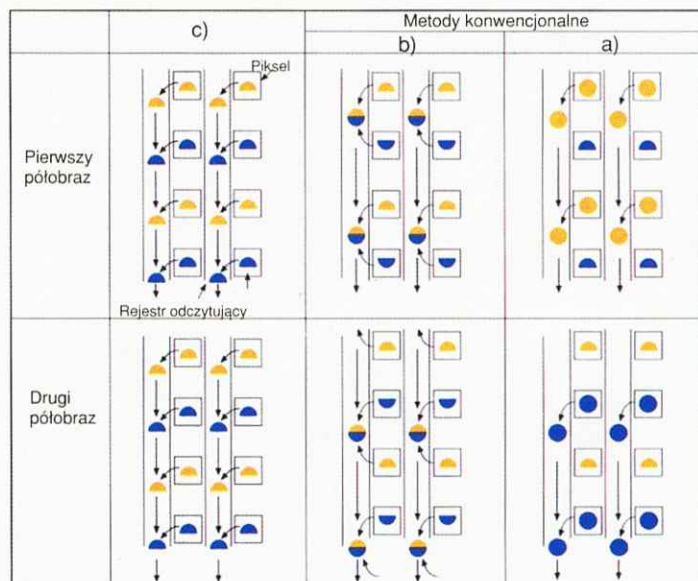 Metody konwencjonalne
c)
b)
a)
Piksel
Pierwszy
półobraz
Rejestr odczytujący
Drugi
półobraz